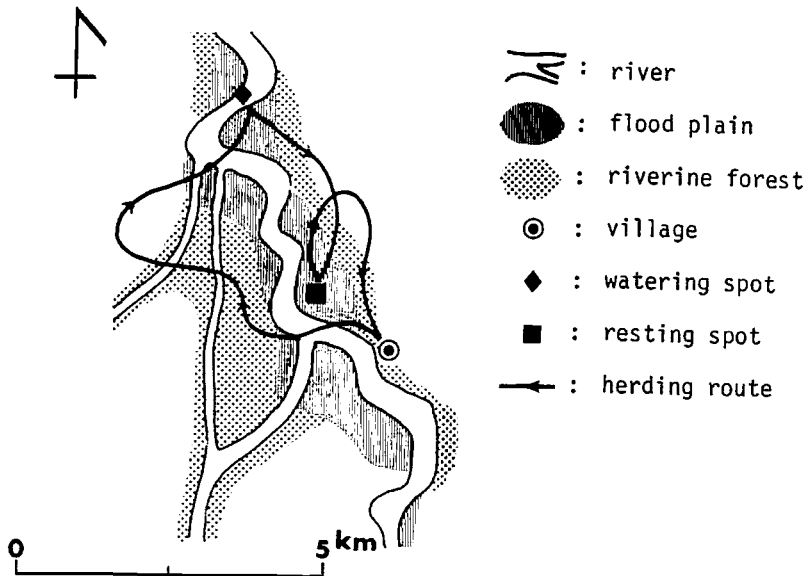 : river
: flood plain
: riverine forest
: village
: watering spot
: resting spot
: herding route
0 5 km